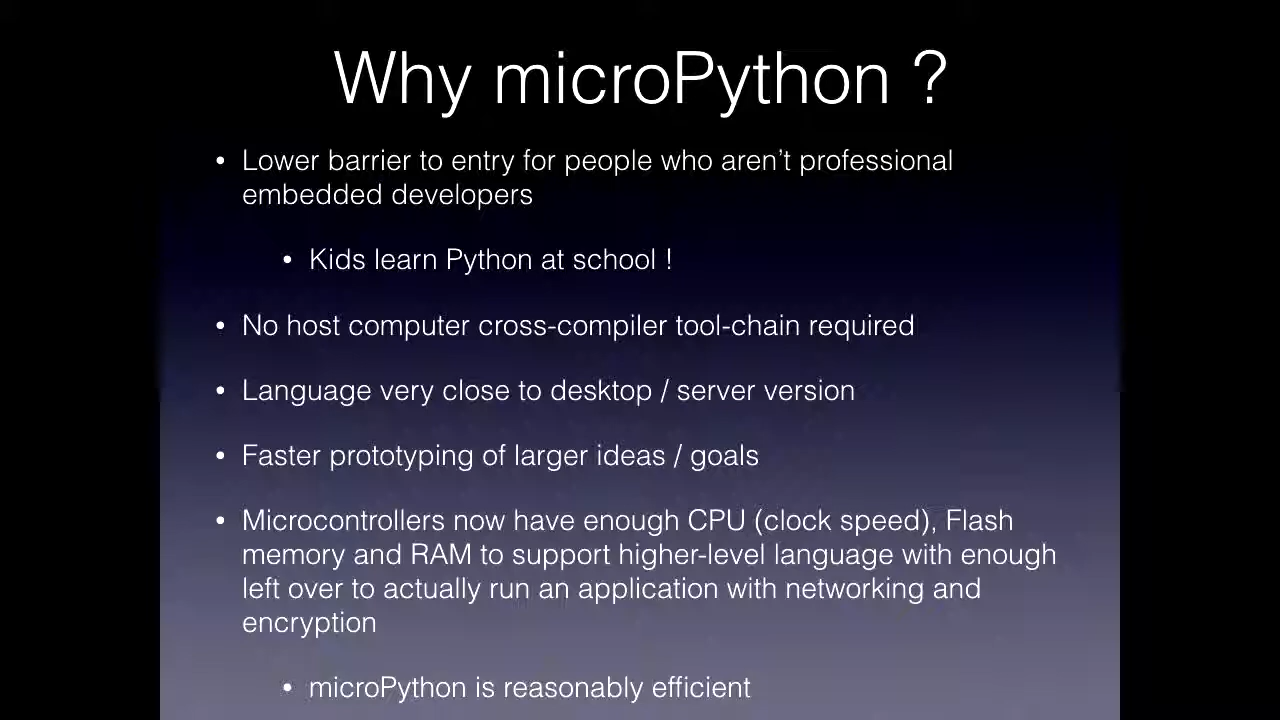 Why microPython ?
• Lower barrier to entry for people who aren’t professional
embedded developers
• Kids learn Python at school !
• No host computer cross-compiler tool-chain required
• Language very close to desktop / server version
• Faster prototyping of larger ideas / goals
• Microcontrollers now have enough CPU (clock speed), Flash
memory and RAM to support higher-level language with enough
left over to actually run an application with networking and
encryption
• microPython is reasonably efficient